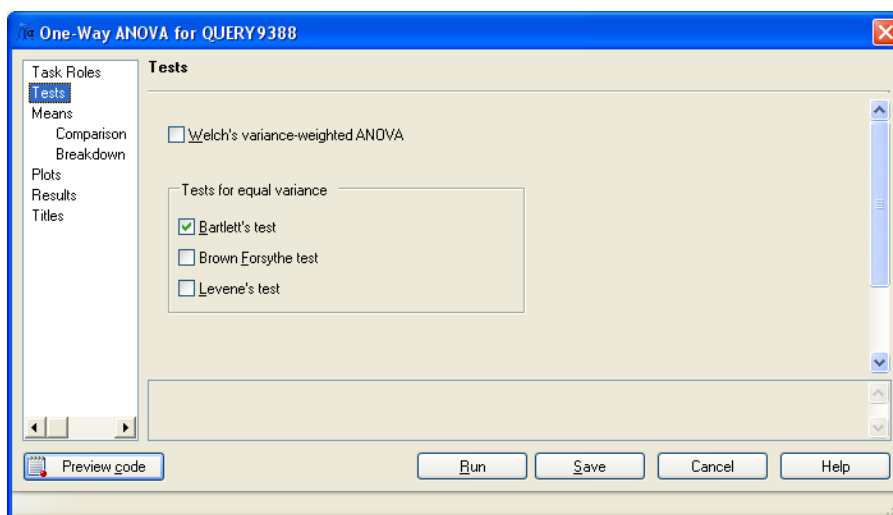 One-Way ANOVA for QUERY9388
Task Roles
Tests
Means
Comparison
Breakdown
Plots
Results
Titles
Tests
Welch's variance-weighted ANOVA
Tests for equal variance
Bartlett's test
Brown Forsythe test
Levene's test
Preview code
Run
Save
Cancel
Help